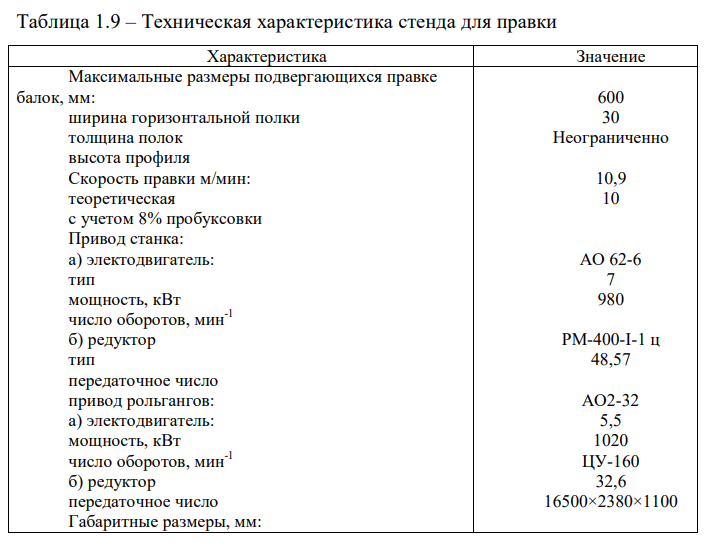 Таблица 1.9 – Техническая характеристика стенда для правки
Характеристика Значение
Максимальные размеры подвергающихся правке
балок, мм: 600
ширина горизонтальной полки 30
толщина полок Неограниченно
высота профиля
Скорость правки м/мин: 10,9
теоретическая 10
с учетом 8% пробуксовки
Привод станка:
а) электодвигатель: АО 62-6
тип 7
мощность, кВт 980
число оборотов, мин-1
б) редуктор РМ-400-I-1 ц
тип 48,57
передаточное число
привод рольгангов: АО2-32
а) электодвигатель: 5,5
мощность, кВт 1020
число оборотов, мин-1 ЦУ-160
б) редуктор 32,6
передаточное число 16500×2380×1100
Габаритные размеры, мм: